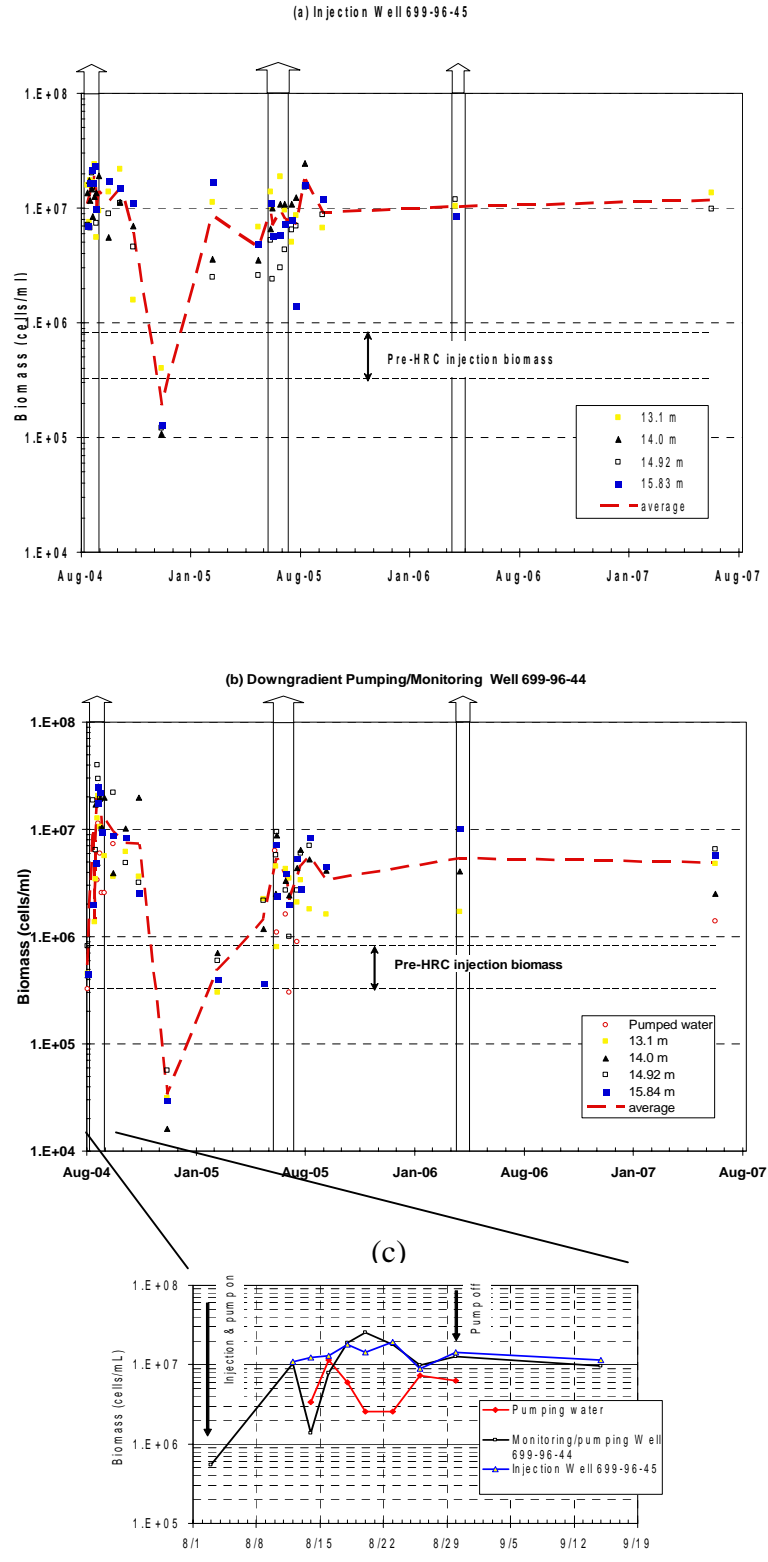 (a) Injection Well 699-96-45
Biomass (cells/ml)
1.E+08
1.E+07
1.E+06
1.E+05
1.E+04
Pre-HRC injection biomass
13.1 m
14.0 m
14.92 m
15.83 m
average
Aug-04 Jan-05 Aug-05 Jan-06 Aug-06 Jan-07 Aug-07
(b) Downgradient Pumping/Monitoring Well 699-96-44
Biomass (cells/ml)
1.E+08
1.E+07
1.E+06
1.E+05
1.E+04
Pre-HRC injection biomass
Pumped water
13.1 m
14.0 m
14.92 m
15.84 m
average
Aug-04 Jan-05 Aug-05 Jan-06 Aug-06 Jan-07 Aug-07
(c)
Biomass (cells/mL)
1.E+08
1.E+07
1.E+06
1.E+05
Injection & pump on
Pump off
Pumping water
Monitoring/pumping Well
699-96-44
Injection Well 699-96-45
8/1 8/8 8/15 8/22 8/29 9/5 9/12 9/19